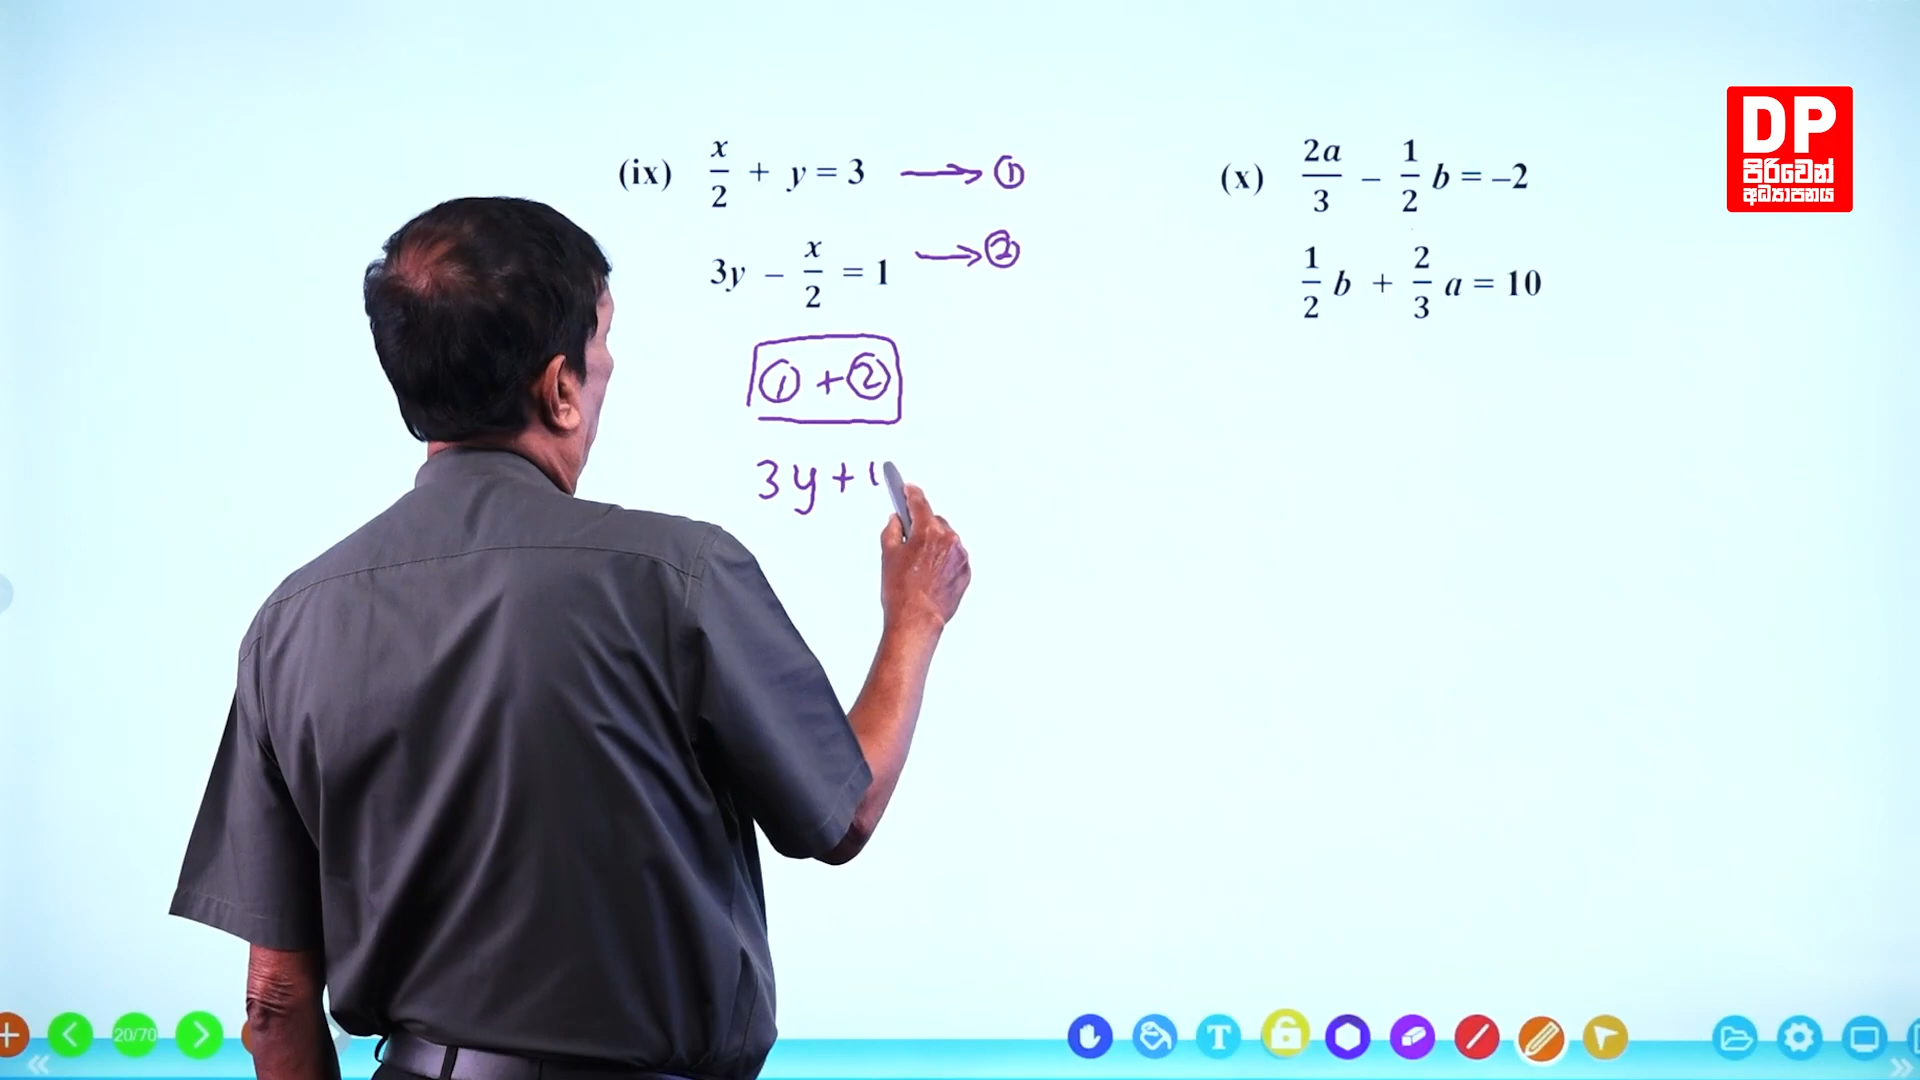 (ix) x/2 + y = 3 → ①
3y – x/2 = 1 → ②
① + ②
3y + 1
(x) 2a/3 – 1/2 b = –2
1/2 b + 2/3 a = 10
DP
පිරිවෙන්
අධ්‍යාපනය
20/70
T